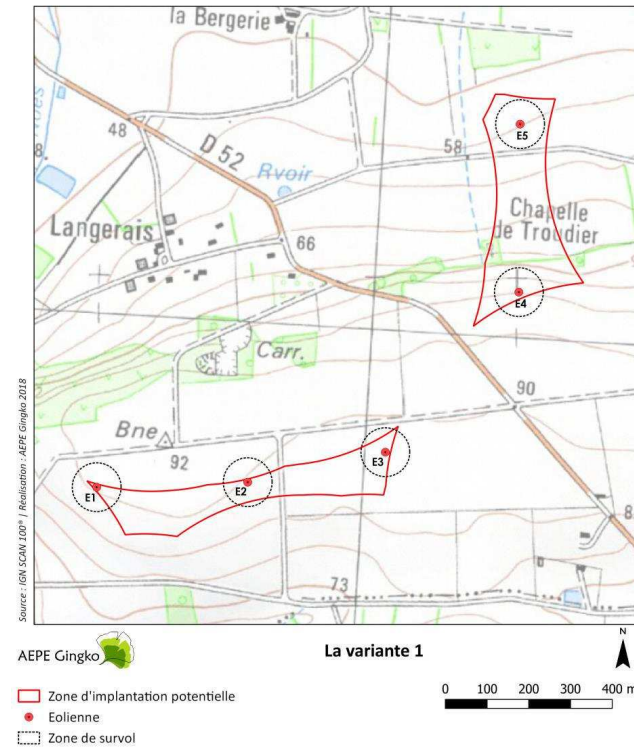 la Bergerie
48
D 52
58
E5
8.
Rvoir
Langerais
66
Chapelle
de Troudier
E4
Carr.
90
Bne
92
E3
E1
E2
8
73
Source : IGN SCAN 100® | Réalisation : AEPE Gingko 2018
AEPE Gingko
La variante 1
N
Zone d'implantation potentielle
Eolienne
Zone de survol
0 100 200 300 400 m